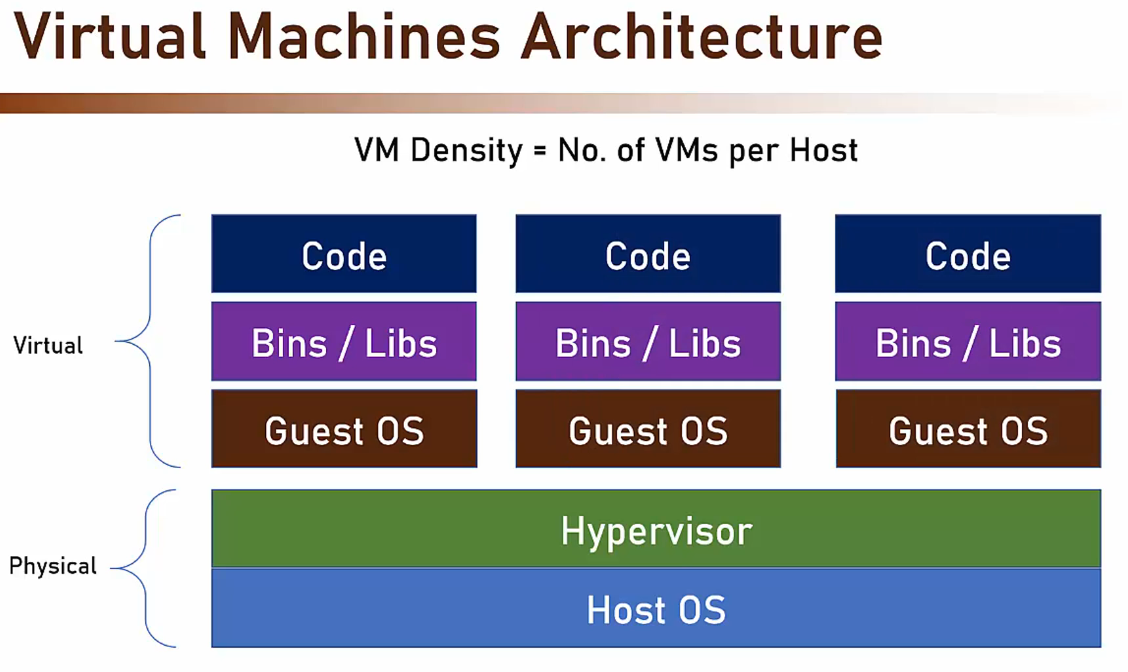 Virtual Machines Architecture
VM Density = No. of VMs per Host
Code
Code
Code
Virtual
Bins / Libs
Bins / Libs
Bins / Libs
Guest OS
Guest OS
Guest OS
Physical
Hypervisor
Host OS